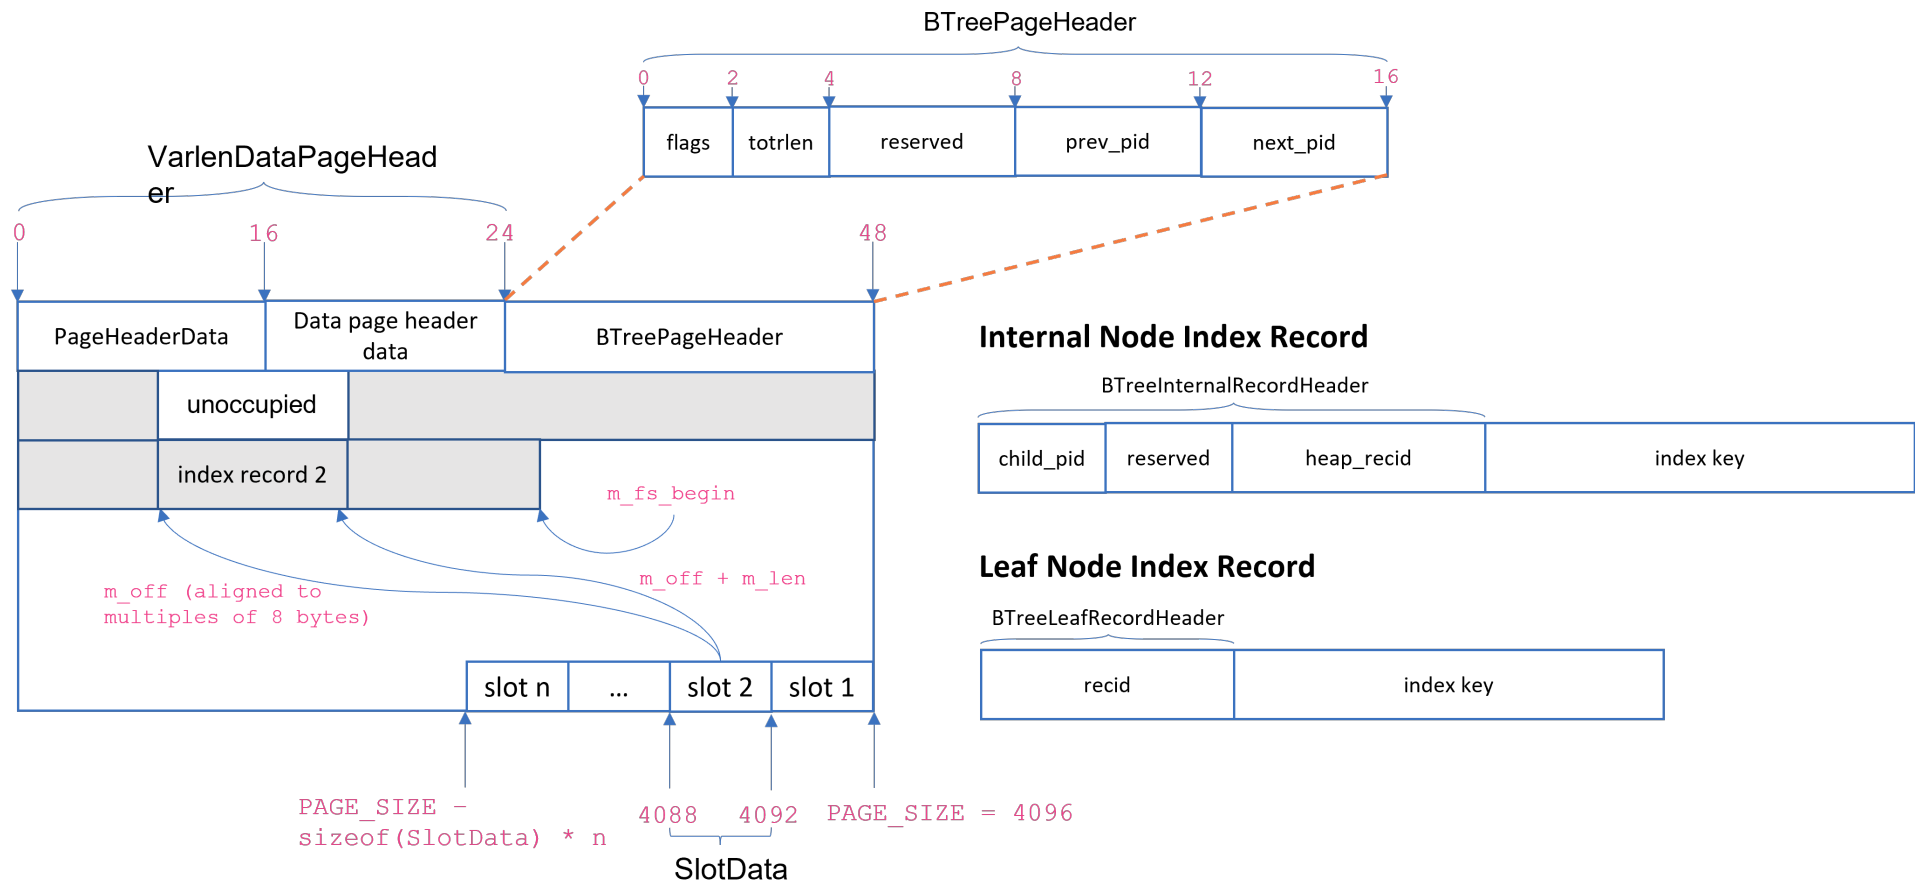 BTreePageHeader
0 2 4 8 12 16
flags totrlen reserved prev_pid next_pid
VarlenDataPageHead
er
0 16 24 48
PageHeaderData
Data page header
data
BTreePageHeader
unoccupied
index record 2
m_fs_begin
m_off + m_len
m_off (aligned to
multiples of 8 bytes)
slot n ... slot 2 slot 1
PAGE_SIZE –
sizeof(SlotData) * n
4088 4092 PAGE_SIZE = 4096
SlotData
Internal Node Index Record
BTreeInternalRecordHeader
child_pid reserved heap_recid index key
Leaf Node Index Record
BTreeLeafRecordHeader
recid index key